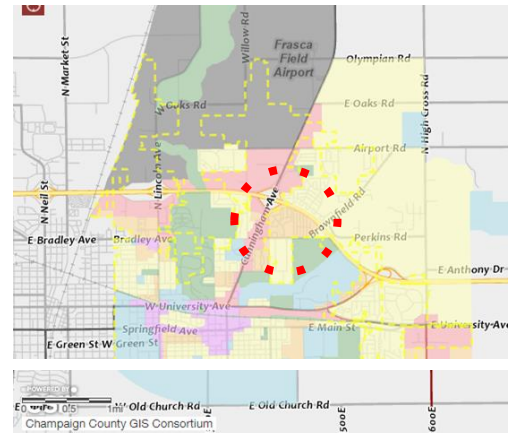 N Market St
Willow Rd
Frasca
Field
Airport
Olympian Rd
W Oaks Rd
E Oaks Rd
N High Cross Rd
N Lincoln Ave
Airport Rd
N Neil St
Cunningham Ave
Brownfield Rd
E Bradley Ave
Bradley Ave
Perkins Rd
E Anthony Dr
W University Ave
Springfield Ave
E Main St
E University Ave
E Green St W Green St
POWERED BY
0 0.5 1mi
W Old Church Rd
E Old Church Rd
500E
600E
Champaign County GIS Consortium